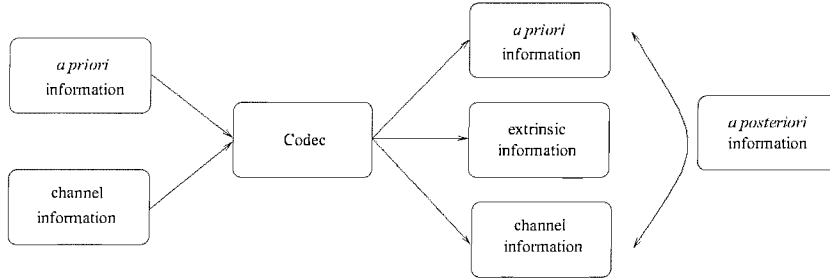 a priori
information
channel
information
Codec
a priori
information
extrinsic
information
channel
information
a posteriori
information